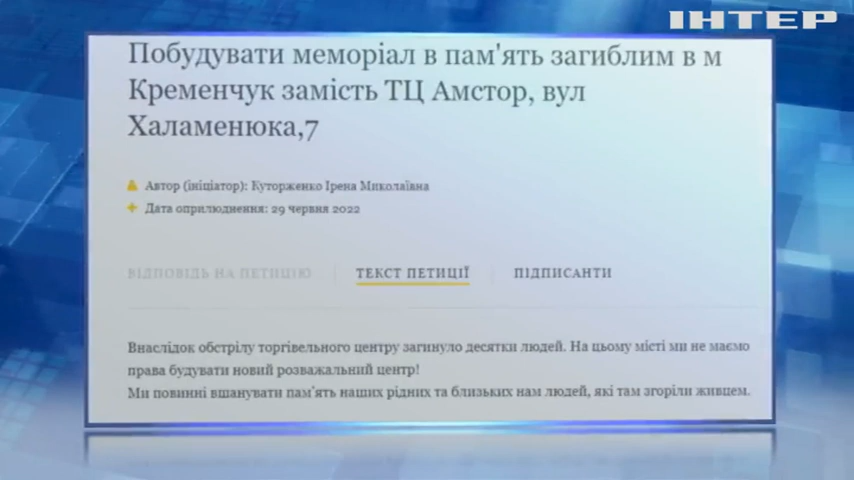 ІНТЕР
Побудувати меморіал в пам'ять загиблим в м
Кременчук замість ТЦ Амстор, вул
Халаменюка,7
Автор (ініціатор): Куторженко Ірена Миколаївна
Дата оприлюднення: 29 червня 2022
ВІДПОВІДЬ НА ПЕТИЦІЮ ТЕКСТ ПЕТИЦІЇ ПІДПИСАНТИ
Внаслідок обстрілу торгівельного центру загинуло десятки людей. На цьому місті ми не маємо
права будувати новий розважальний центр!
Ми повинні вшанувати пам'ять наших рідних та близьких нам людей, які там згоріли живцем.